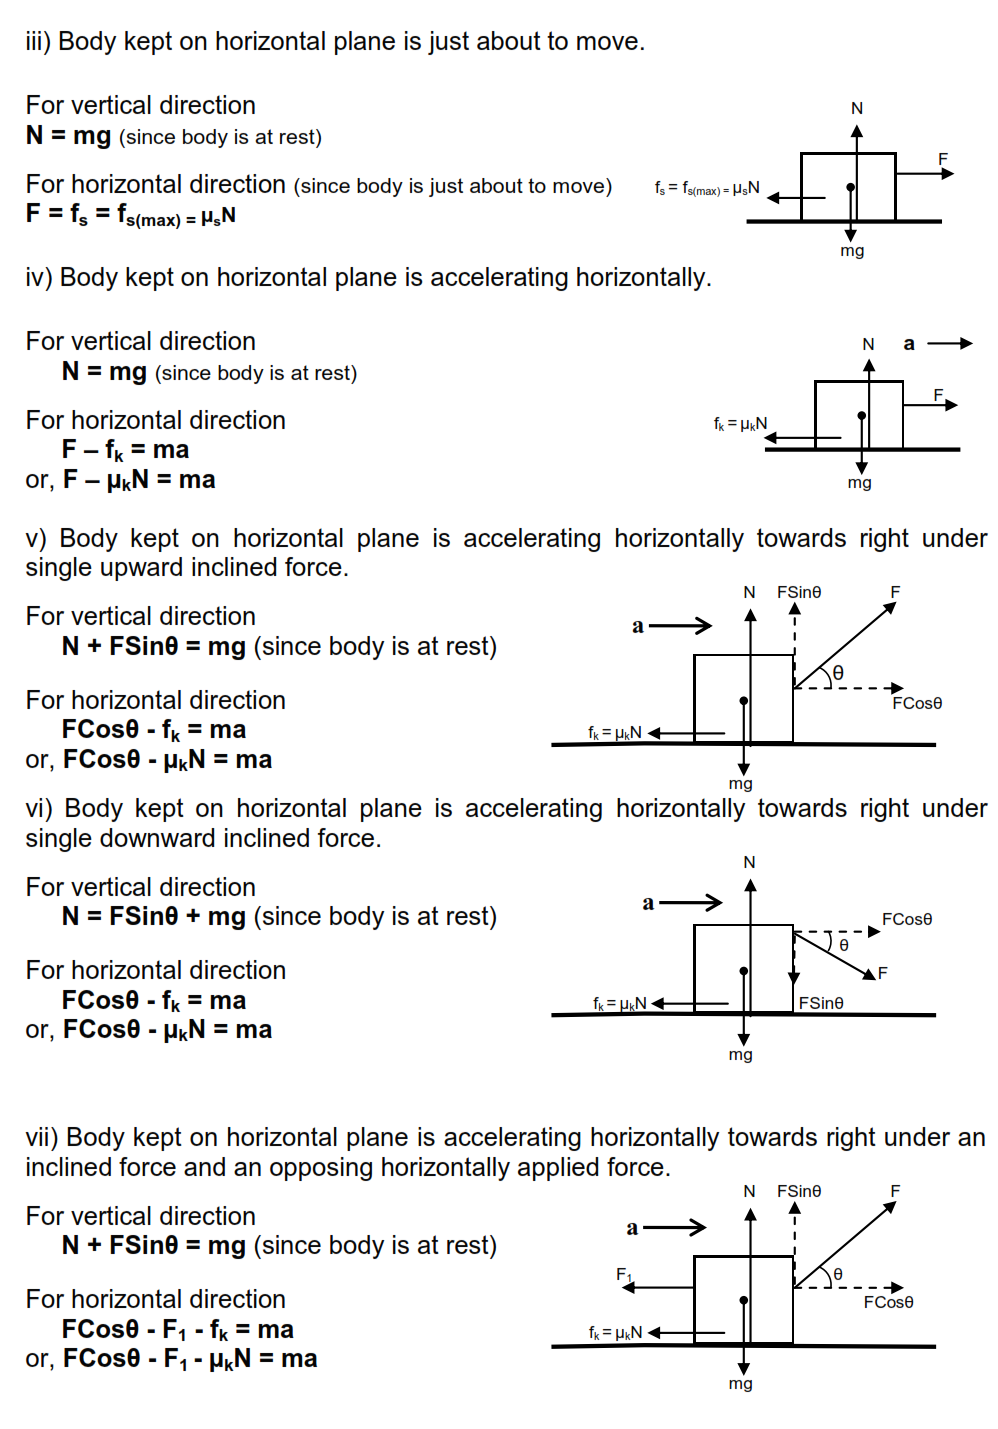 iii) Body kept on horizontal plane is just about to move.
For vertical direction
N = mg (since body is at rest)
For horizontal direction (since body is just about to move)
F = fs = fs(max) = μsN
N
F
fs = fs(max) = μsN
mg
iv) Body kept on horizontal plane is accelerating horizontally.
For vertical direction
N = mg (since body is at rest)
For horizontal direction
F – fk = ma
or, F – μkN = ma
N a
F
fk = μkN
mg
v) Body kept on horizontal plane is accelerating horizontally towards right under
single upward inclined force.
For vertical direction
N + FSinθ = mg (since body is at rest)
For horizontal direction
FCosθ - fk = ma
or, FCosθ - μkN = ma
N FSinθ F
a
θ
FCosθ
fk = μkN
mg
vi) Body kept on horizontal plane is accelerating horizontally towards right under
single downward inclined force.
For vertical direction
N = FSinθ + mg (since body is at rest)
For horizontal direction
FCosθ - fk = ma
or, FCosθ - μkN = ma
N
a
FCosθ
θ
F
fk = μkN FSinθ
mg
vii) Body kept on horizontal plane is accelerating horizontally towards right under an
inclined force and an opposing horizontally applied force.
For vertical direction
N + FSinθ = mg (since body is at rest)
For horizontal direction
FCosθ - F1 - fk = ma
or, FCosθ - F1 - μkN = ma
N FSinθ F
a
F1 θ
FCosθ
fk = μkN
mg